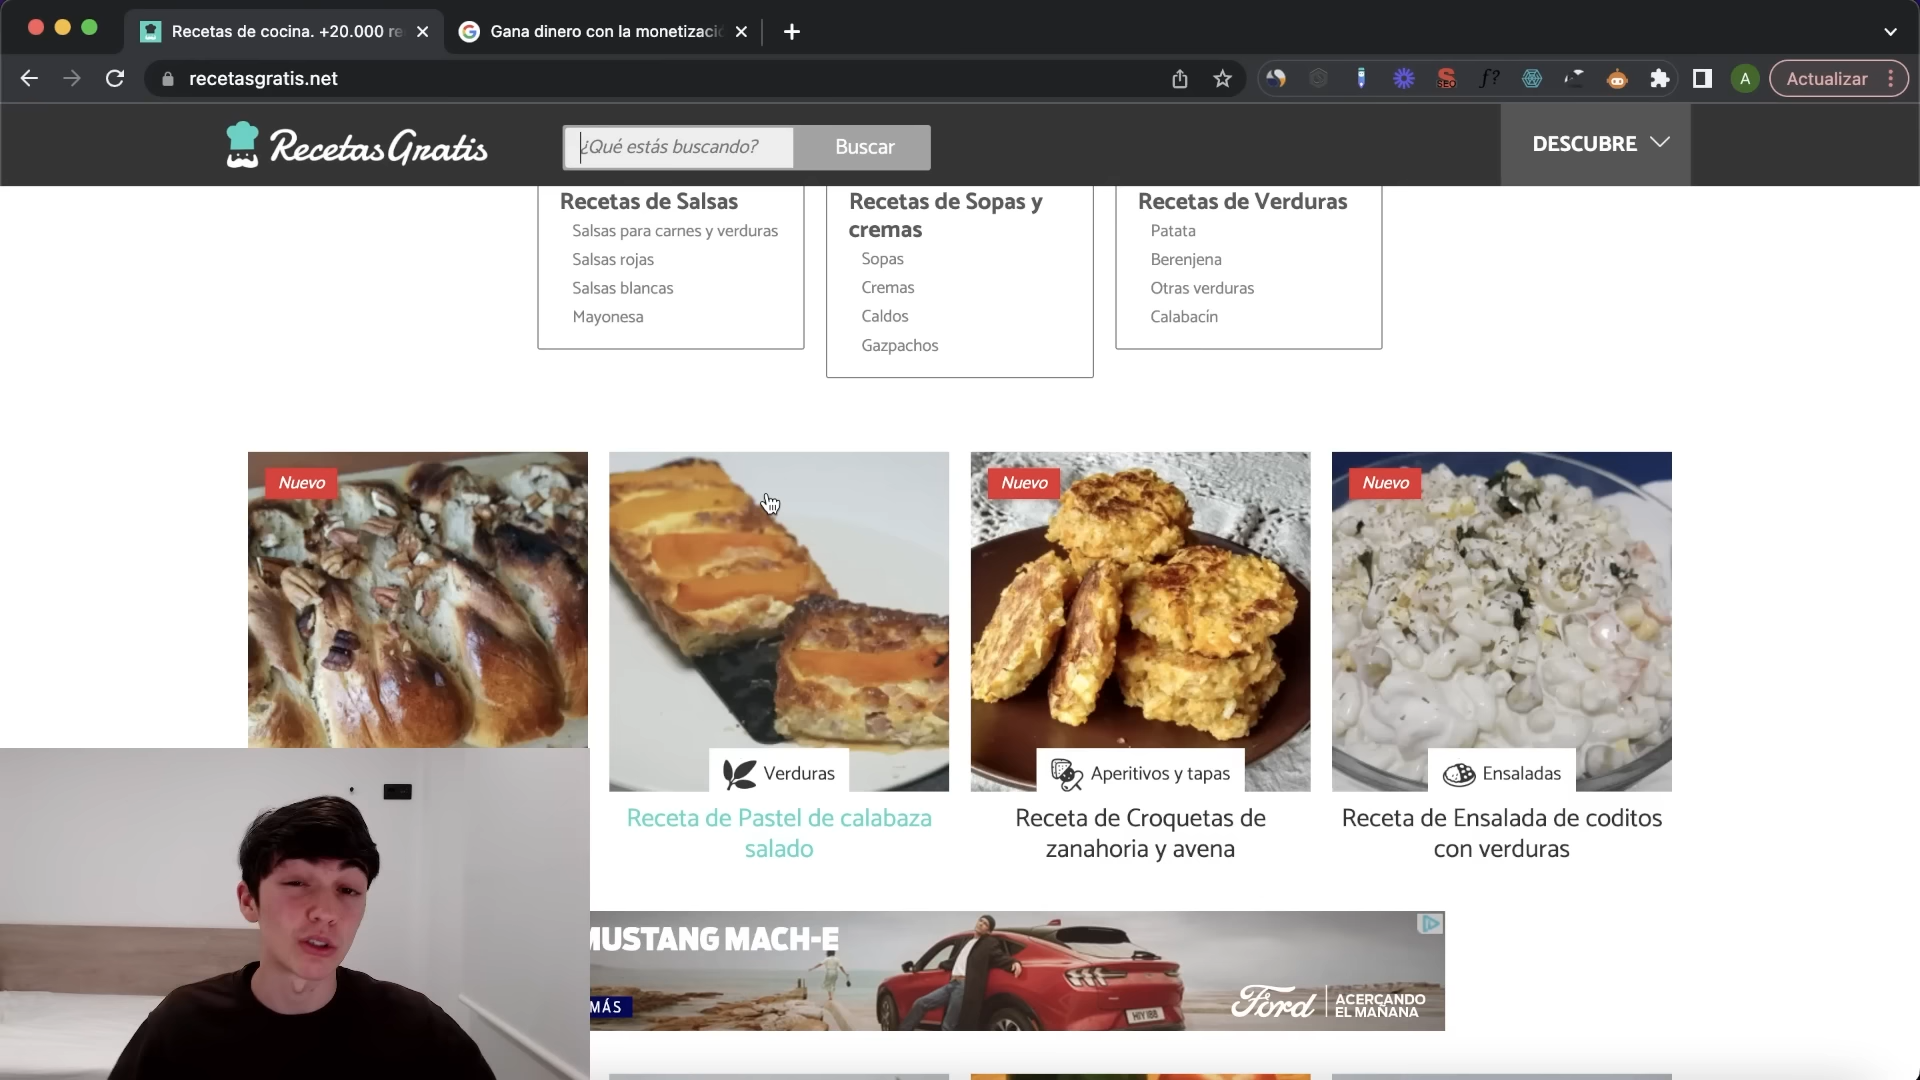 Recetas de cocina. +20.000 re
Gana dinero con la monetizació
recetasgratis.net
SEO
f?
A
Actualizar
RecetasGratis
¿Qué estás buscando?
Buscar
DESCUBRE
Recetas de Salsas
Salsas para carnes y verduras
Salsas rojas
Salsas blancas
Mayonesa
Recetas de Sopas y
cremas
Sopas
Cremas
Caldos
Gazpachos
Recetas de Verduras
Patata
Berenjena
Otras verduras
Calabacín
Nuevo
Nuevo
Nuevo
Verduras
Aperitivos y tapas
Ensaladas
Receta de Pastel de calabaza
salado
Receta de Croquetas de
zanahoria y avena
Receta de Ensalada de coditos
con verduras
MUSTANG MACH-E
MÁS
Ford
ACERCANDO
EL MAÑANA